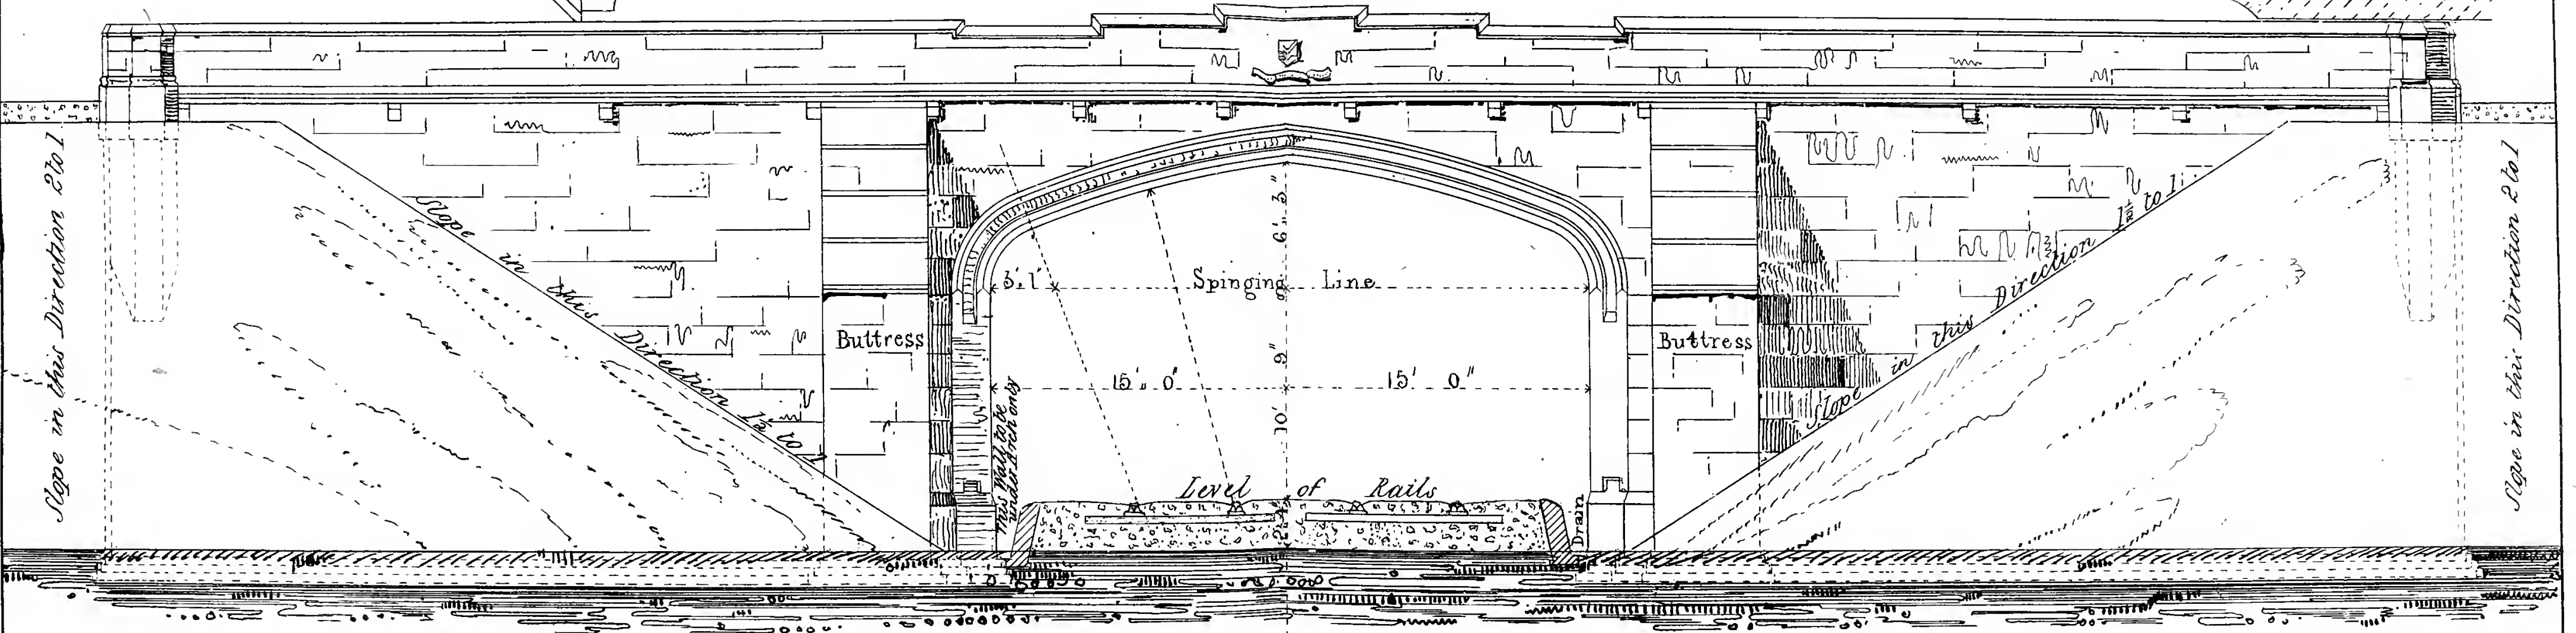 Slope in this Direction 2 to 1
Slope in this Direction 1½ to 1
Buttress
This Wall to be
under Arch only
3'. 1"
Spinging Line
6'. 3"
10' 9"
15'. 0"
15' 0"
Level of Rails
Drain
Buttress
Slope in this Direction 1½ to 1
Slope in this Direction 2 to 1